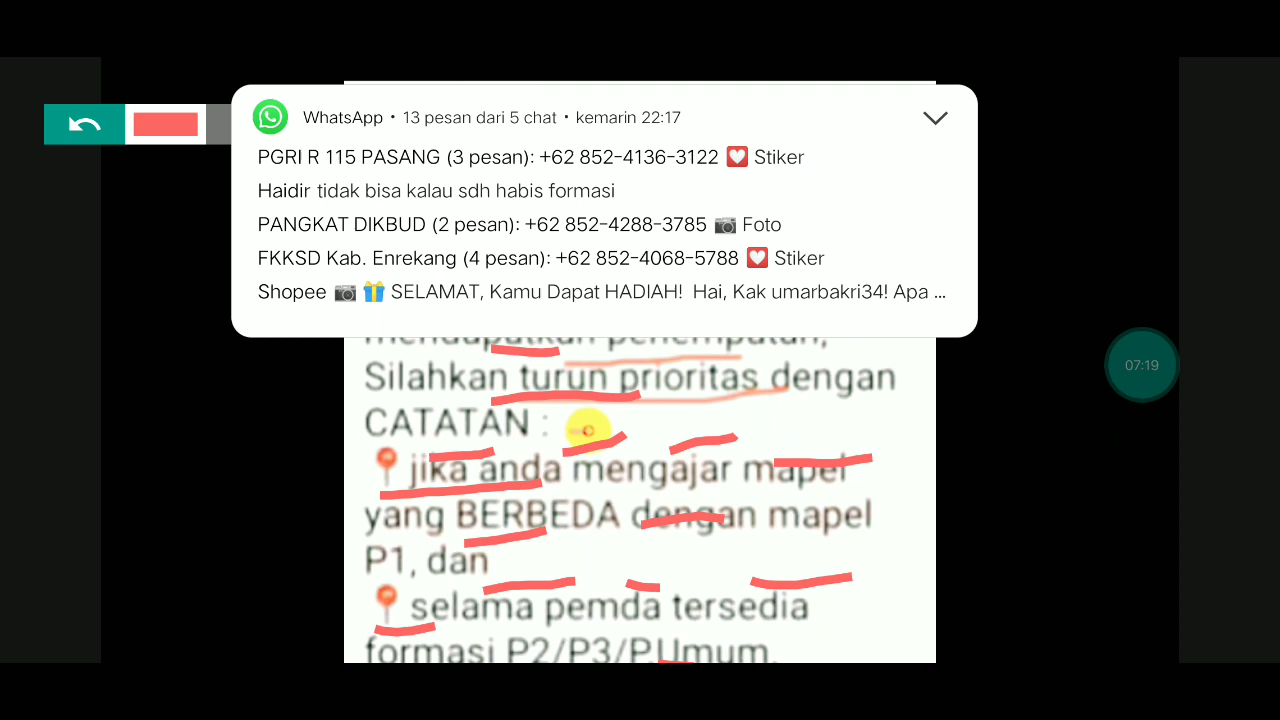 WhatsApp • 13 pesan dari 5 chat • kemarin 22:17
PGRI R 115 PASANG (3 pesan): +62 852-4136-3122 💟 Stiker
Haidir tidak bisa kalau sdh habis formasi
PANGKAT DIKBUD (2 pesan): +62 852-4288-3785 📷 Foto
FKKSD Kab. Enrekang (4 pesan): +62 852-4068-5788 💟 Stiker
Shopee 📷 🎁 SELAMAT, Kamu Dapat HADIAH! Hai, Kak umarbakri34! Apa ...
mendapatkan penempatan,
Silahkan turun prioritas dengan
CATATAN :
📍 jika anda mengajar mapel
yang BERBEDA dengan mapel
P1, dan
📍 selama pemda tersedia
formasi P2/P3/P.Umum.
07:19